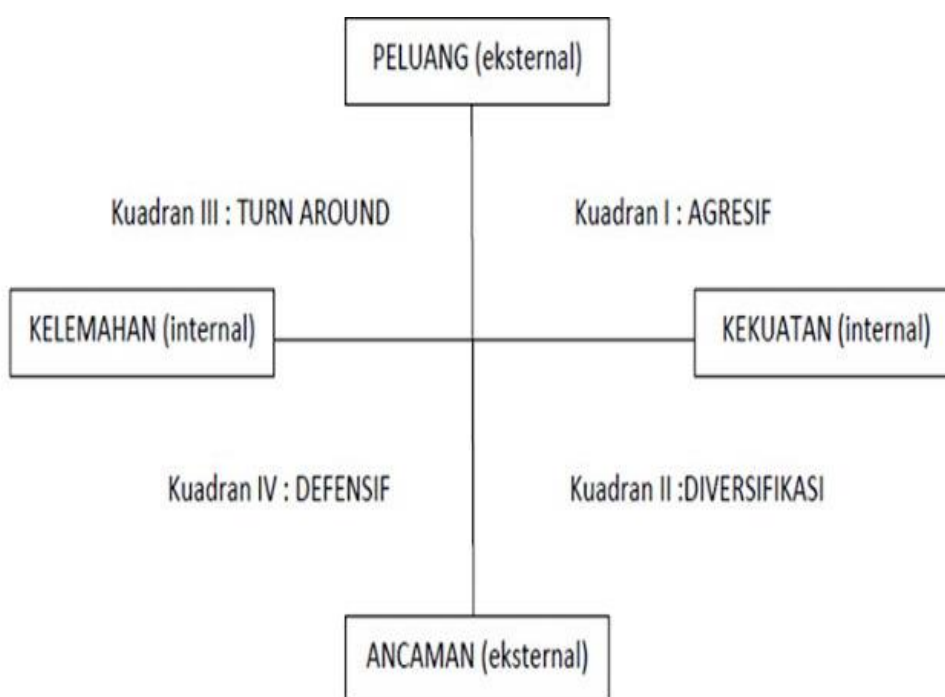 PELUANG (eksternal)
Kuadran III : TURN AROUND
Kuadran I : AGRESIF
KELEMAHAN (internal)
KEKUATAN (internal)
Kuadran IV : DEFENSIF
Kuadran II :DIVERSIFIKASI
ANCAMAN (eksternal)